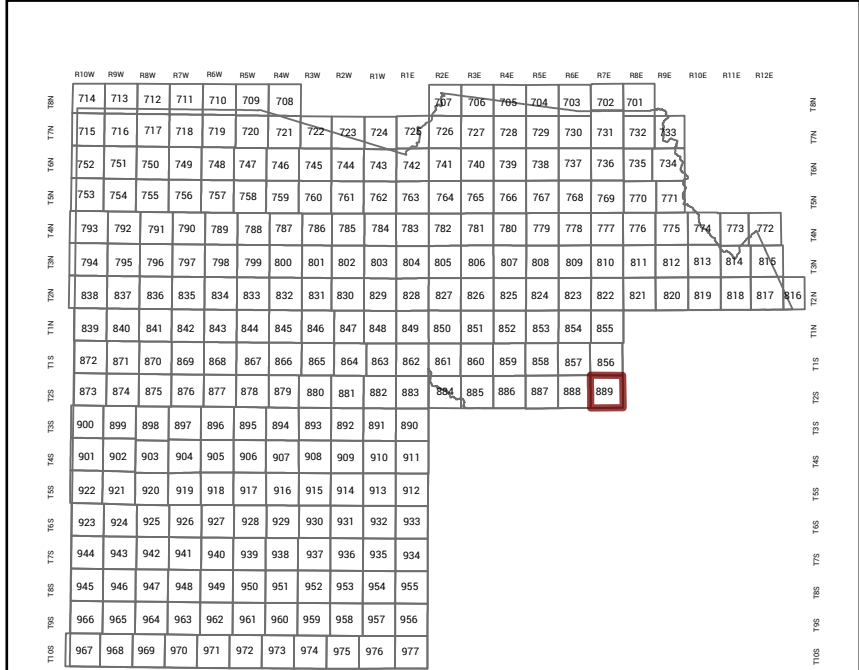 R10W R9W R8W R7W R6W R5W R4W R3W R2W R1W R1E R2E R3E R4E R5E R6E R7E R8E R9E R10E R11E R12E
T8N 714 713 712 711 710 709 708 707 706 705 704 703 702 701 T8N
T7N 715 716 717 718 719 720 721 722 723 724 725 726 727 728 729 730 731 732 733 T7N
T6N 752 751 750 749 748 747 746 745 744 743 742 741 740 739 738 737 736 735 734 T6N
T5N 753 754 755 756 757 758 759 760 761 762 763 764 765 766 767 768 769 770 771 T5N
T4N 793 792 791 790 789 788 787 786 785 784 783 782 781 780 779 778 777 776 775 774 773 772 T4N
T3N 794 795 796 797 798 799 800 801 802 803 804 805 806 807 808 809 810 811 812 813 814 815 T3N
T2N 838 837 836 835 834 833 832 831 830 829 828 827 826 825 824 823 822 821 820 819 818 817 816 T2N
T1N 839 840 841 842 843 844 845 846 847 848 849 850 851 852 853 854 855 T1N
T1S 872 871 870 869 868 867 866 865 864 863 862 861 860 859 858 857 856 T1S
T2S 873 874 875 876 877 878 879 880 881 882 883 884 885 886 887 888 889 T2S
T3S 900 899 898 897 896 895 894 893 892 891 890 T3S
T4S 901 902 903 904 905 906 907 908 909 910 911 T4S
T5S 922 921 920 919 918 917 916 915 914 913 912 T5S
T6S 923 924 925 926 927 928 929 930 931 932 933 T6S
T7S 944 943 942 941 940 939 938 937 936 935 934 T7S
T8S 945 946 947 948 949 950 951 952 953 954 955 T8S
T9S 966 965 964 963 962 961 960 959 958 957 956 T9S
T10S 967 968 969 970 971 972 973 974 975 976 977 T10S